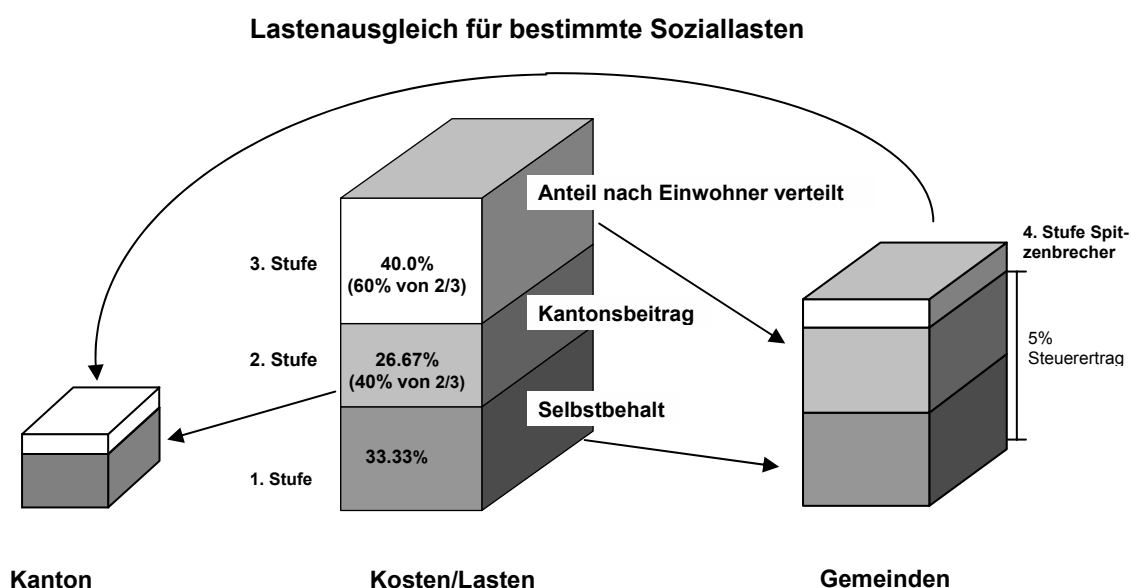 Lastenausgleich für bestimmte Soziallasten
Anteil nach Einwohner verteilt
4. Stufe Spit-
zenbrecher
3. Stufe
40.0%
(60% von 2/3)
Kantonsbeitrag
5%
Steuerertrag
2. Stufe
26.67%
(40% von 2/3)
Selbstbehalt
33.33%
1. Stufe
Kanton
Kosten/Lasten
Gemeinden